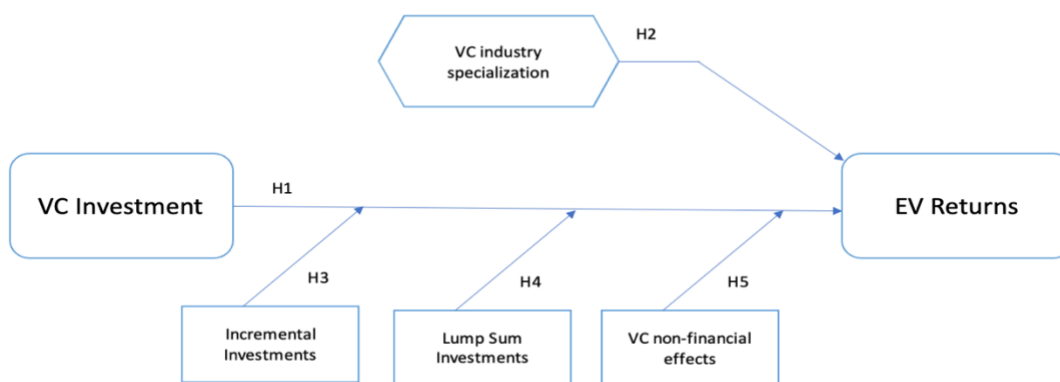 H2
VC industry
specialization
H1
VC Investment
EV Returns
H3
H4
H5
Incremental
Investments
Lump Sum
Investments
VC non-financial
effects